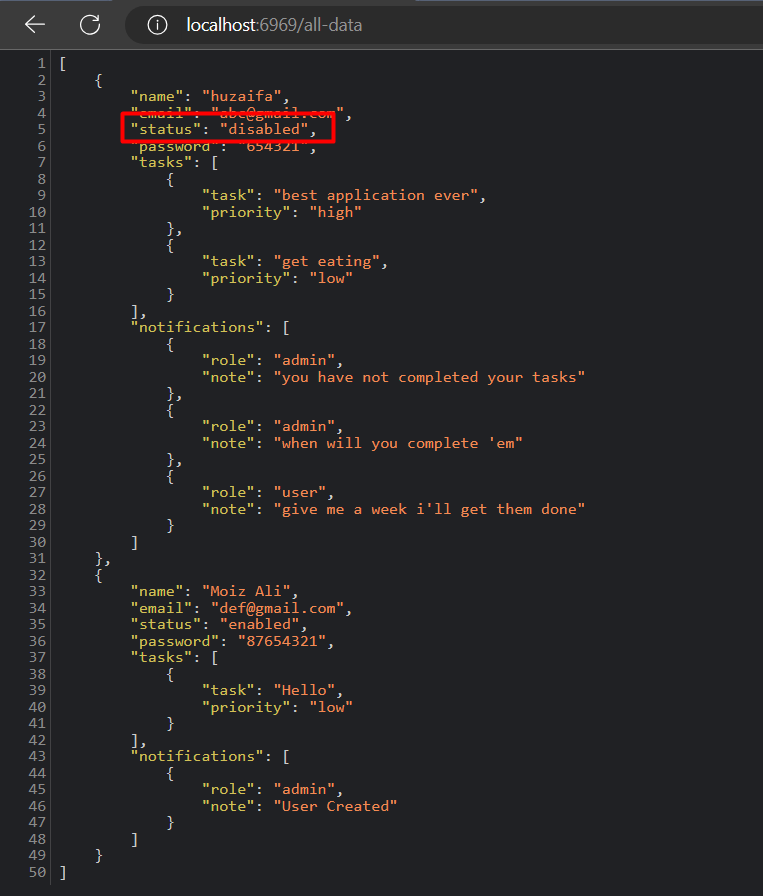 localhost:6969/all-data
1 [
2 {
3 "name": "huzaifa",
4 "email": "abc@gmail.com",
5 "status": "disabled",
6 "password": "654321",
7 "tasks": [
8 {
9 "task": "best application ever",
10 "priority": "high"
11 },
12 {
13 "task": "get eating",
14 "priority": "low"
15 }
16 ],
17 "notifications": [
18 {
19 "role": "admin",
20 "note": "you have not completed your tasks"
21 },
22 {
23 "role": "admin",
24 "note": "when will you complete 'em"
25 },
26 {
27 "role": "user",
28 "note": "give me a week i'll get them done"
29 }
30 ]
31 },
32 {
33 "name": "Moiz Ali",
34 "email": "def@gmail.com",
35 "status": "enabled",
36 "password": "87654321",
37 "tasks": [
38 {
39 "task": "Hello",
40 "priority": "low"
41 }
42 ],
43 "notifications": [
44 {
45 "role": "admin",
46 "note": "User Created"
47 }
48 ]
49 }
50 ]